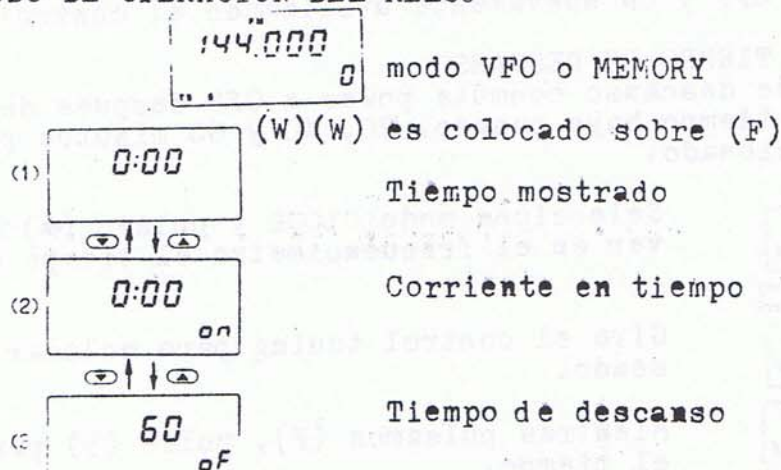 144.000
0
modo VFO o MEMORY
(W)(W) es colocado sobre (F)
(1) 0:00
Tiempo mostrado
(2) 0:00
on
Corriente en tiempo
(3 60
oF
Tiempo de descanso